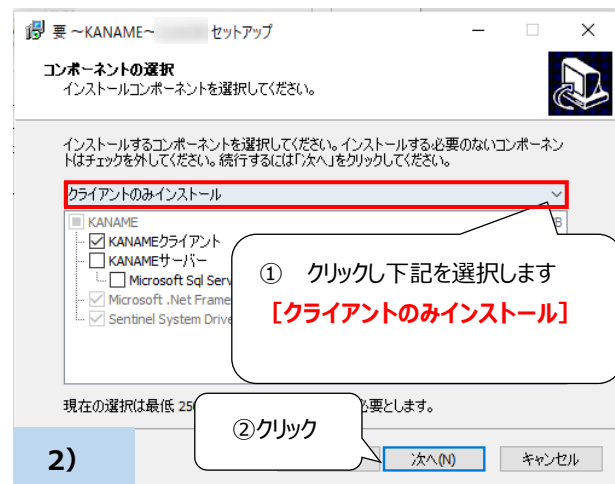 要 ~KANAME~ セットアップ
コンポーネントの選択
インストールコンポーネントを選択してください。
インストールするコンポーネントを選択してください。インストールする必要のないコンポーネン
トはチェックを外してください。続行するには「次へ」をクリックしてください。
クライアントのみインストール
KANAME
KANAMEクライアント
KANAMEサーバー
Microsoft Sql Serv
Microsoft .Net Frame
Sentinel System Drive
① クリックし下記を選択します
[クライアントのみインストール]
現在の選択は最低 25 要とします。
②クリック
2)
次へ(N)
キャンセル